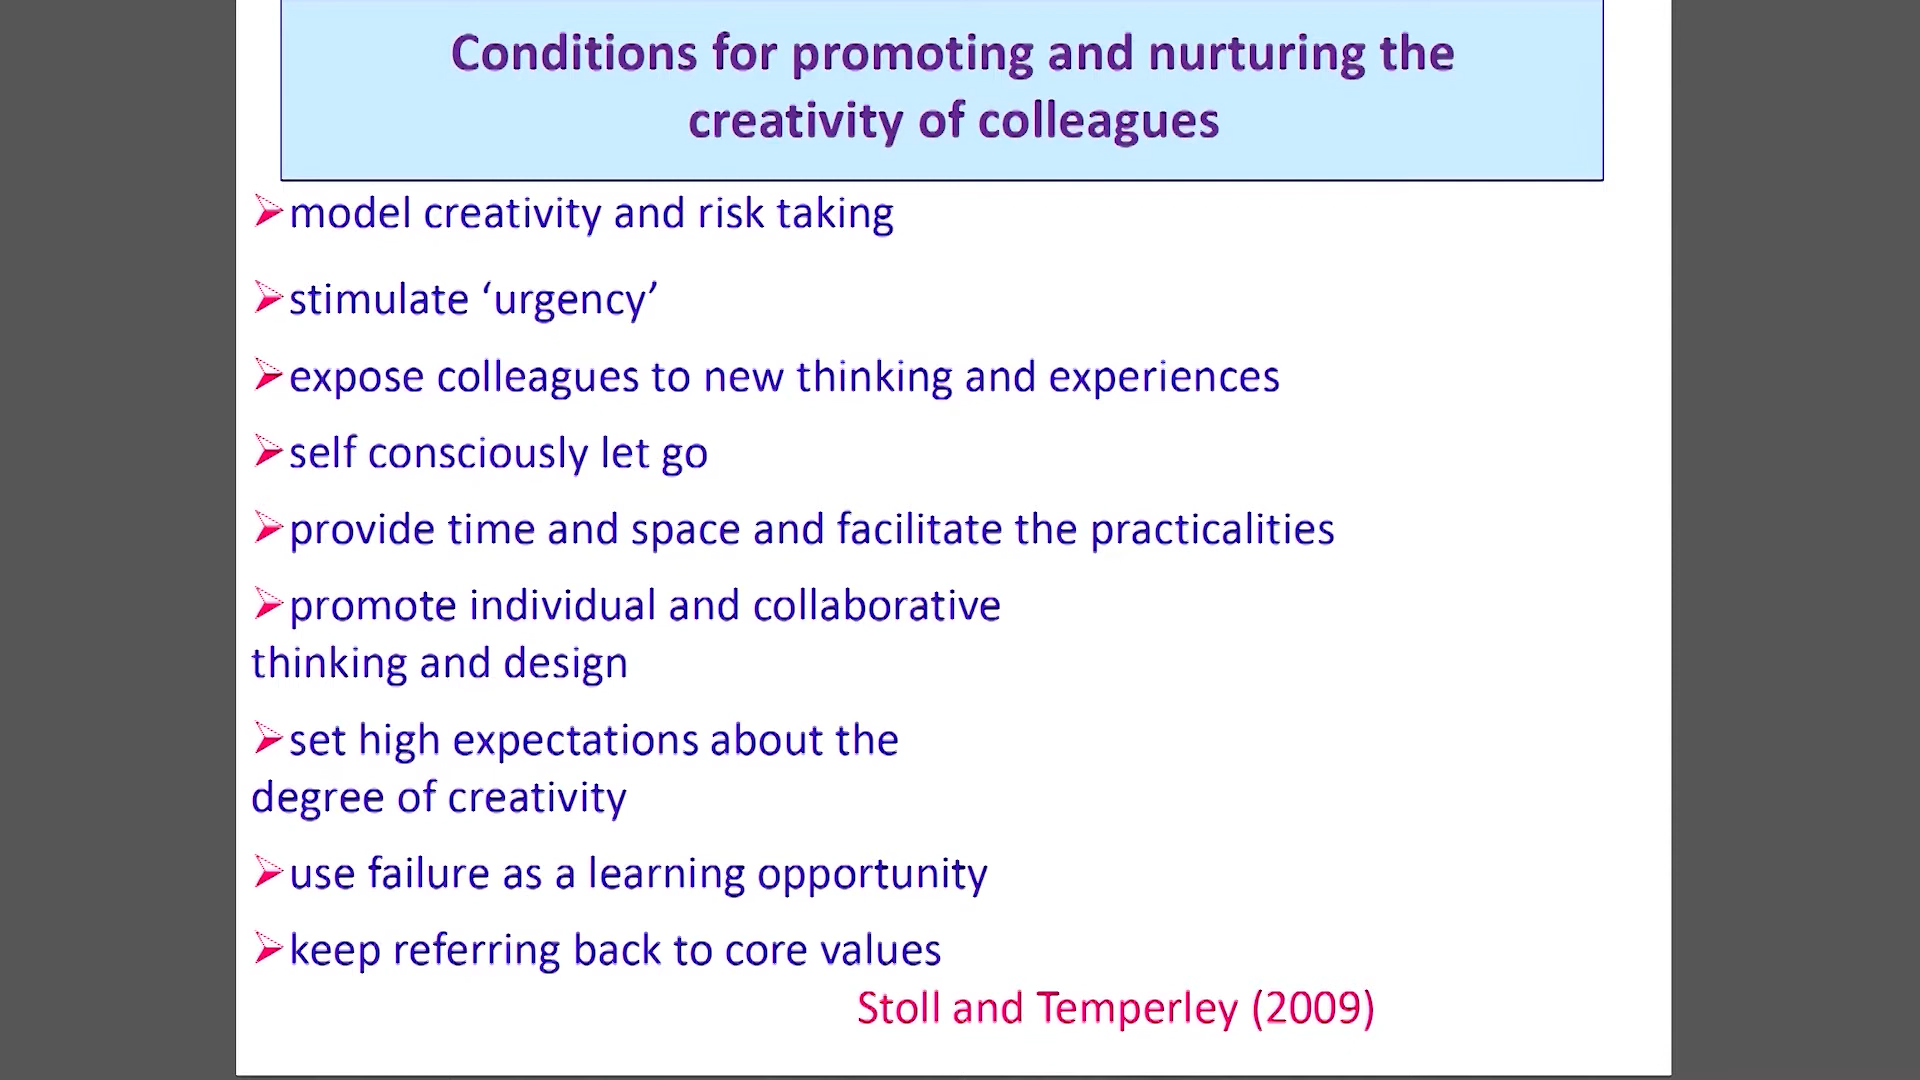 Conditions for promoting and nurturing the
creativity of colleagues
model creativity and risk taking
stimulate ‘urgency’
expose colleagues to new thinking and experiences
self consciously let go
provide time and space and facilitate the practicalities
promote individual and collaborative
thinking and design
set high expectations about the
degree of creativity
use failure as a learning opportunity
keep referring back to core values
Stoll and Temperley (2009)